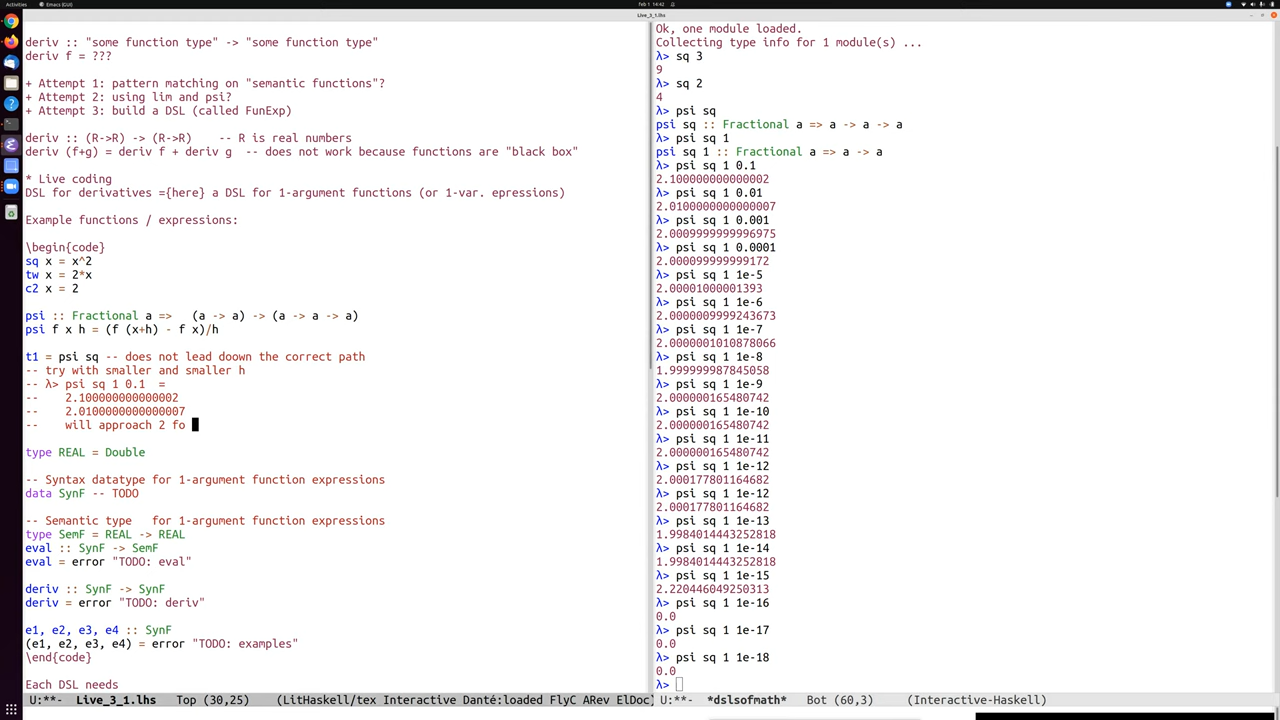 Activities
Emacs (GUI)
Feb 1 14:42
Live_3_1.lhs
deriv :: "some function type" -> "some function type"
deriv f = ???
+ Attempt 1: pattern matching on "semantic functions"?
+ Attempt 2: using lim and psi?
+ Attempt 3: build a DSL (called FunExp)
deriv :: (R->R) -> (R->R)    -- R is real numbers
deriv (f+g) = deriv f + deriv g  -- does not work because functions are "black box"
* Live coding
DSL for derivatives ={here} a DSL for 1-argument functions (or 1-var. epressions)
Example functions / expressions:
\begin{code}
sq x = x^2
tw x = 2*x
c2 x = 2
psi :: Fractional a =>   (a -> a) -> (a -> a -> a)
psi f x h = (f (x+h) - f x)/h
t1 = psi sq -- does not lead doown the correct path
-- try with smaller and smaller h
-- λ> psi sq 1 0.1  =
--    2.100000000000002
--    2.0100000000000007
--    will approach 2 fo
type REAL = Double
-- Syntax datatype for 1-argument function expressions
data SynF -- TODO
-- Semantic type   for 1-argument function expressions
type SemF = REAL -> REAL
eval :: SynF -> SemF
eval = error "TODO: eval"
deriv :: SynF -> SynF
deriv = error "TODO: deriv"
e1, e2, e3, e4 :: SynF
(e1, e2, e3, e4) = error "TODO: examples"
\end{code}
Each DSL needs
U:**-  Live_3_1.lhs   Top (30,25)    (LitHaskell/tex Interactive Danté:loaded FlyC ARev ElDoc)
Ok, one module loaded.
Collecting type info for 1 module(s) ...
λ> sq 3
9
λ> sq 2
4
λ> psi sq
psi sq :: Fractional a => a -> a -> a
λ> psi sq 1
psi sq 1 :: Fractional a => a -> a
λ> psi sq 1 0.1
2.100000000000002
λ> psi sq 1 0.01
2.0100000000000007
λ> psi sq 1 0.001
2.0009999999996975
λ> psi sq 1 0.0001
2.000099999999172
λ> psi sq 1 1e-5
2.00001000001393
λ> psi sq 1 1e-6
2.0000009999243673
λ> psi sq 1 1e-7
2.0000001010878066
λ> psi sq 1 1e-8
1.999999987845058
λ> psi sq 1 1e-9
2.000000165480742
λ> psi sq 1 1e-10
2.000000165480742
λ> psi sq 1 1e-11
2.000000165480742
λ> psi sq 1 1e-12
2.000177801164682
λ> psi sq 1 1e-12
2.000177801164682
λ> psi sq 1 1e-13
1.9984014443252818
λ> psi sq 1 1e-14
1.9984014443252818
λ> psi sq 1 1e-15
2.220446049250313
λ> psi sq 1 1e-16
0.0
λ> psi sq 1 1e-17
0.0
λ> psi sq 1 1e-18
0.0
λ>
U:**-  *dslsofmath*   Bot (60,3)     (Interactive-Haskell)